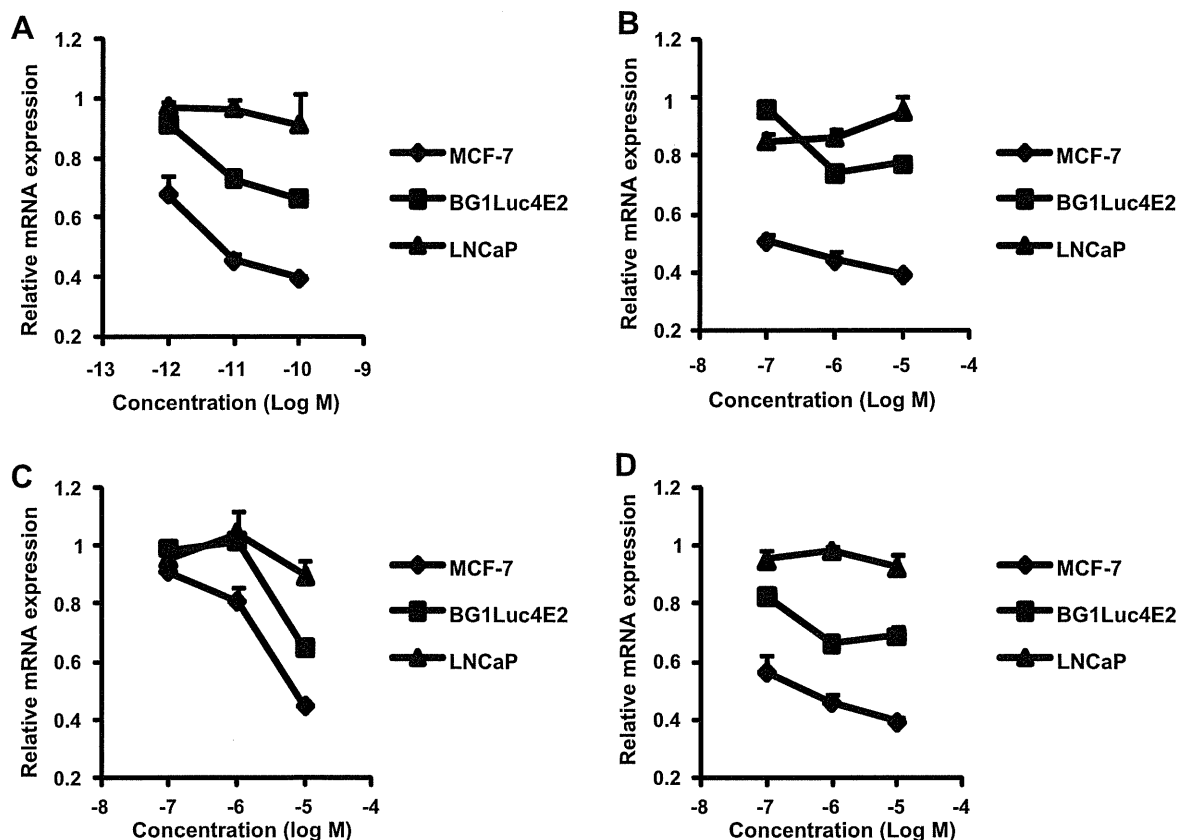 A
Relative mRNA expression
1.2
1
0.8
0.6
0.4
0.2
-13 -12 -11 -10 -9
Concentration (Log M)
MCF-7
BG1Luc4E2
LNCaP
B
Relative mRNA expression
1.2
1
0.8
0.6
0.4
0.2
-8 -7 -6 -5 -4
Concentration (Log M)
MCF-7
BG1Luc4E2
LNCaP
C
Relative mRNA expression
1.2
1
0.8
0.6
0.4
0.2
-8 -7 -6 -5 -4
Concentration (log M)
MCF-7
BG1Luc4E2
LNCaP
D
Relative mRNA expression
1.2
1
0.8
0.6
0.4
0.2
-8 -7 -6 -5 -4
Concentration (Log M)
MCF-7
BG1Luc4E2
LNCaP